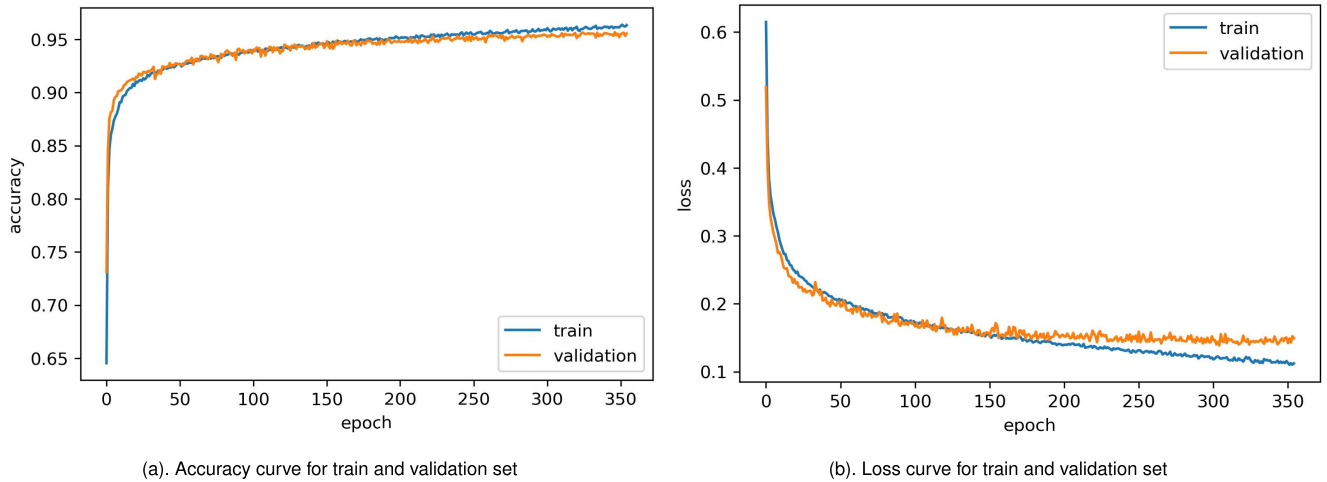 0.95
0.90
0.85
0.80
0.75
0.70
0.65
accuracy
train
validation
0 50 100 150 200 250 300 350
epoch
(a). Accuracy curve for train and validation set
0.6
0.5
0.4
0.3
0.2
0.1
loss
train
validation
0 50 100 150 200 250 300 350
epoch
(b). Loss curve for train and validation set